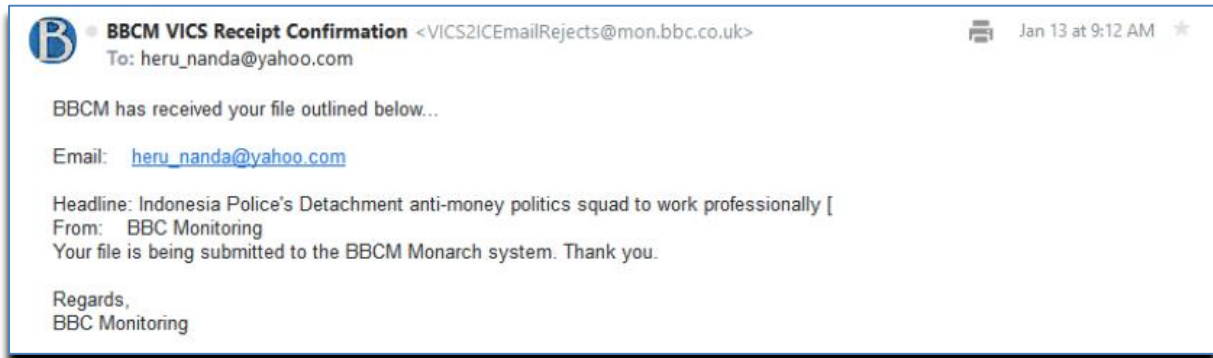 B BBCM VICS Receipt Confirmation <VICS2ICEmailRejects@mon.bbc.co.uk> Jan 13 at 9:12 AM
To: heru_nanda@yahoo.com
BBCM has received your file outlined below...
Email: heru_nanda@yahoo.com
Headline: Indonesia Police's Detachment anti-money politics squad to work professionally [
From: BBC Monitoring
Your file is being submitted to the BBCM Monarch system. Thank you.
Regards,
BBC Monitoring